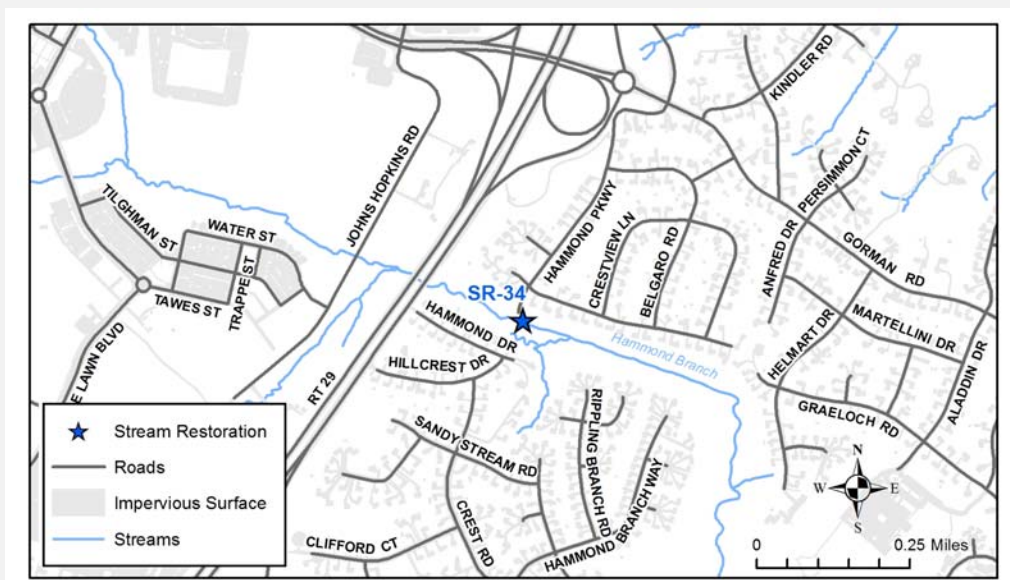 KINDLER RD
PERSIMMON CT
JOHNS HOPKINS RD
TILGHMAN ST
WATER ST
TRAPPE ST
TAWES ST
E LAWN BLVD
HAMMOND PKWY
CRESTVIEW LN
BELGARO RD
ANFRED DR
GORMAN RD
SR-34
HAMMOND DR
Hammond Branch
HELMART DR
MARTELLINI DR
ALADDIN DR
HILLCREST DR
RT 29
GRAELOCH RD
RIPPLING BRANCH RD
SANDY STREAM RD
HAMMOND BRANCH WAY
CREST RD
CLIFFORD CT
Stream Restoration
Roads
Impervious Surface
Streams
N
W
E
S
0 0.25 Miles